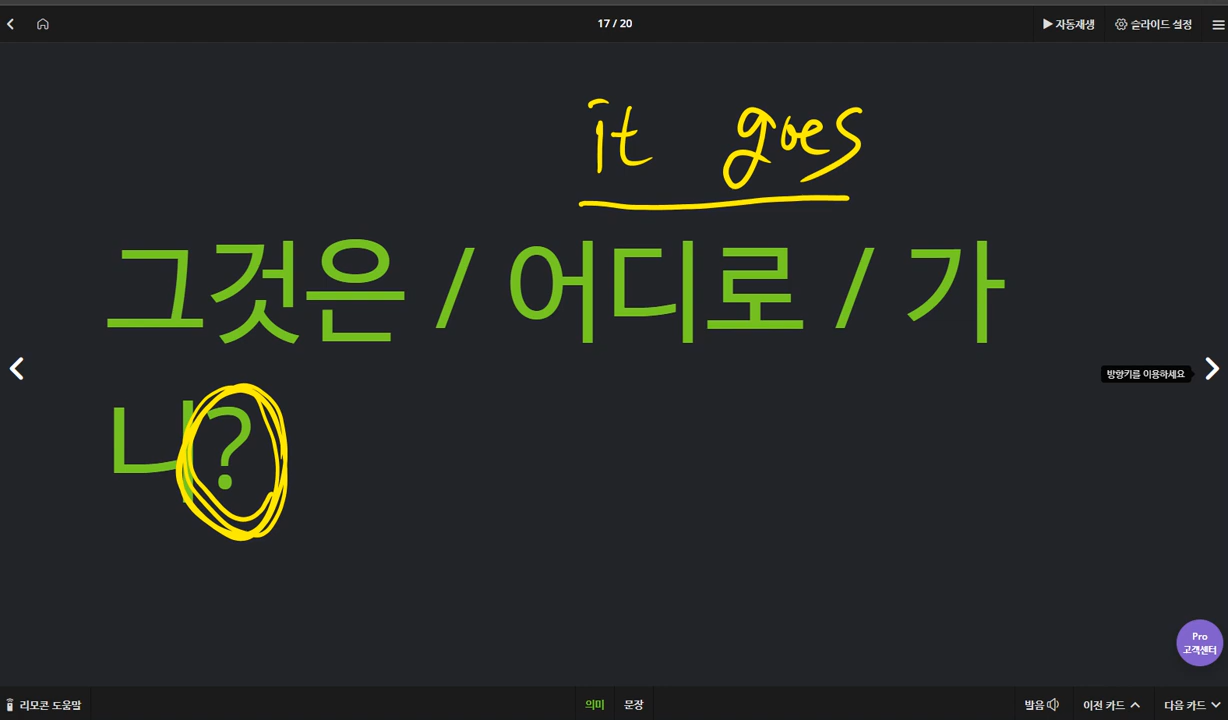 17 / 20
자동재생
슬라이드 설정
it goes
그것은 / 어디로 / 가
나?
방향키를 이용하세요
Pro
고객센터
리모콘 도움말
의미
문장
발음
이전 카드
다음 카드